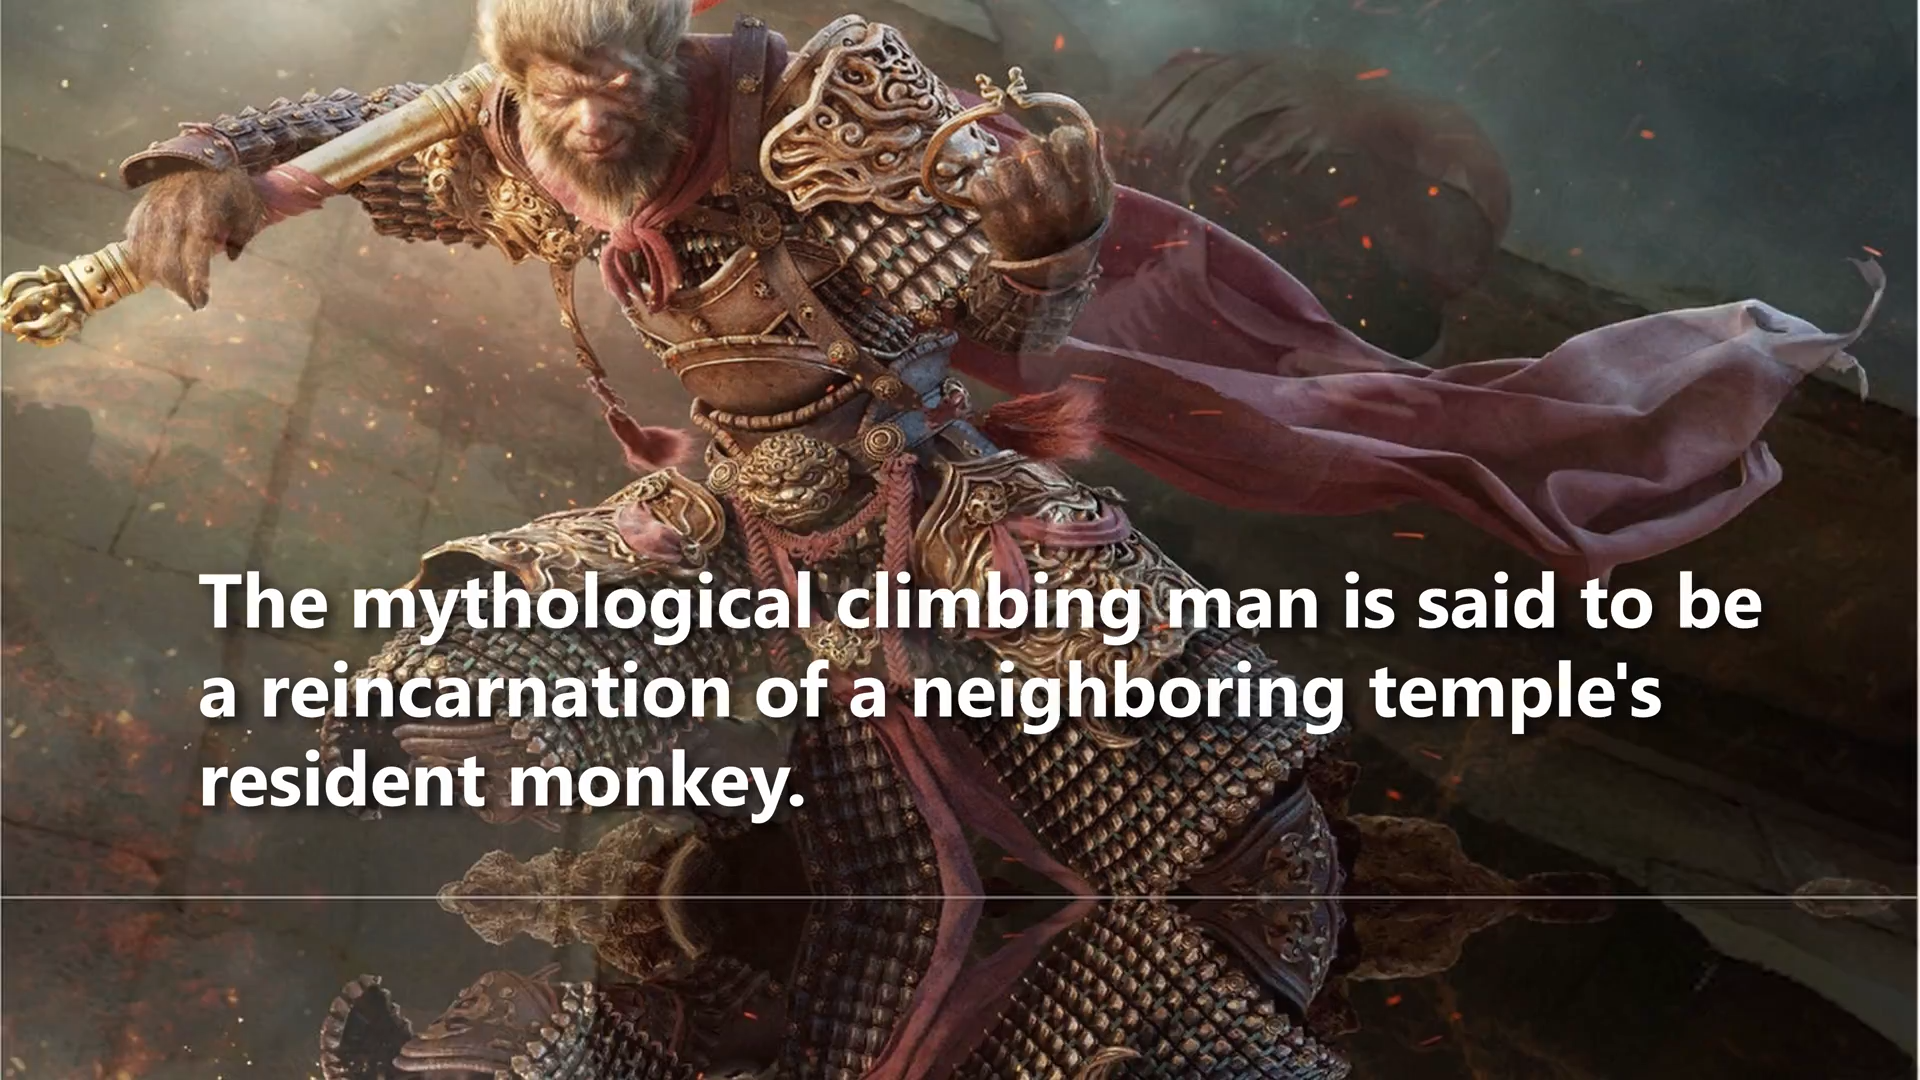 The mythological climbing man is said to be
a reincarnation of a neighboring temple's
resident monkey.